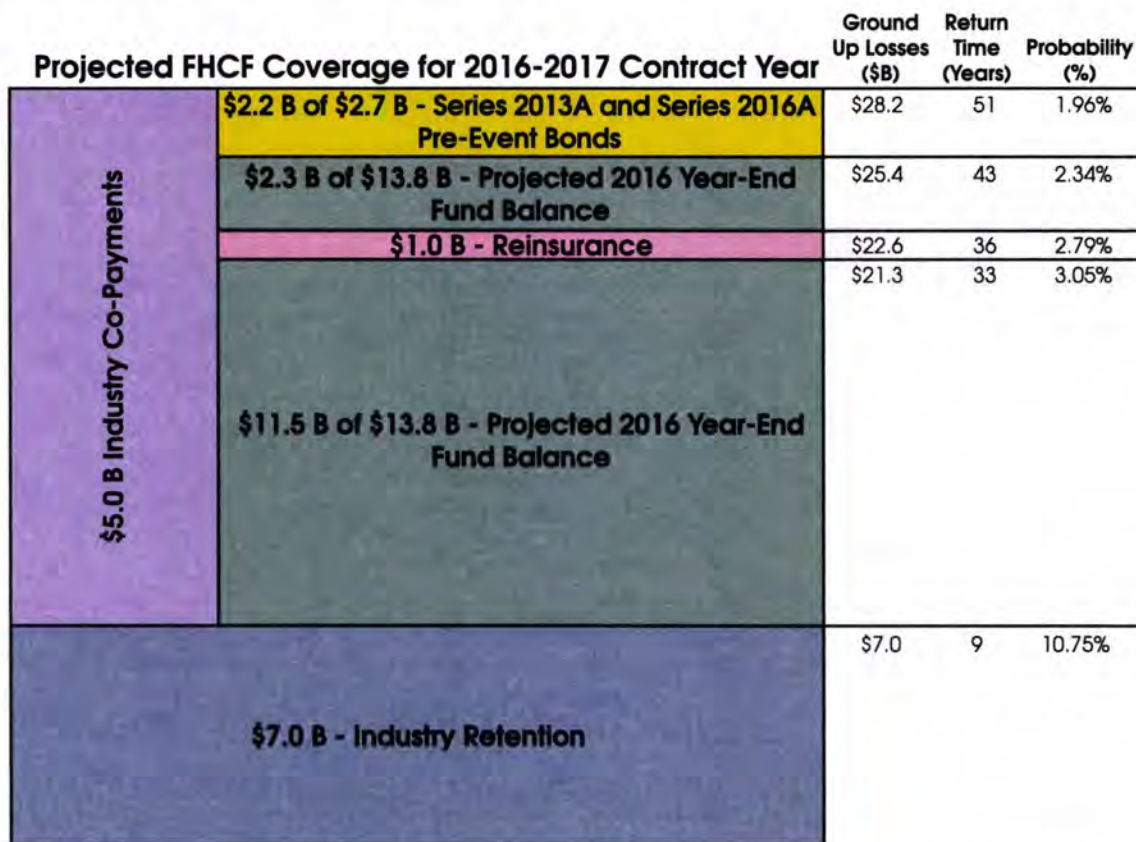 Projected FHCF Coverage for 2016-2017 Contract Year
Ground
Up Losses
($B)
Return
Time
(Years)
Probability
(%)
$5.0 B Industry Co-Payments
$2.2 B of $2.7 B - Series 2013A and Series 2016A
Pre-Event Bonds
$28.2 51 1.96%
$2.3 B of $13.8 B - Projected 2016 Year-End
Fund Balance
$25.4 43 2.34%
$1.0 B - Reinsurance
$22.6 36 2.79%
$21.3 33 3.05%
$11.5 B of $13.8 B - Projected 2016 Year-End
Fund Balance
$7.0 9 10.75%
$7.0 B - Industry Retention